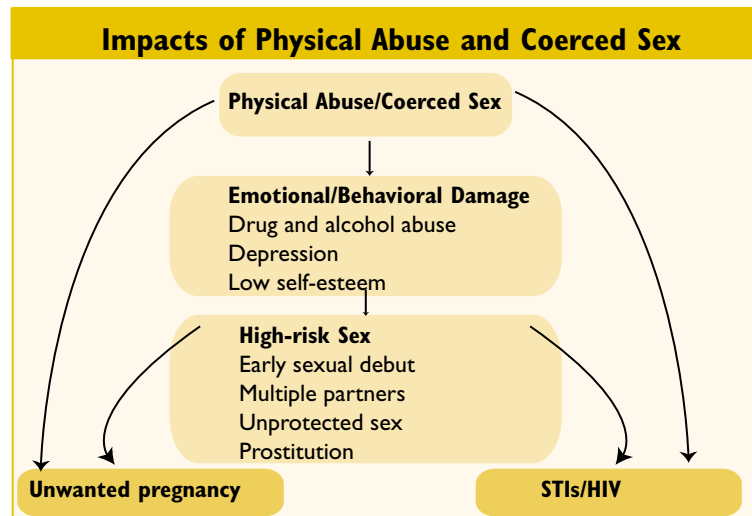 Impacts of Physical Abuse and Coerced Sex
Physical Abuse/Coerced Sex
Emotional/Behavioral Damage
Drug and alcohol abuse
Depression
Low self-esteem
High-risk Sex
Early sexual debut
Multiple partners
Unprotected sex
Prostitution
Unwanted pregnancy
STIs/HIV